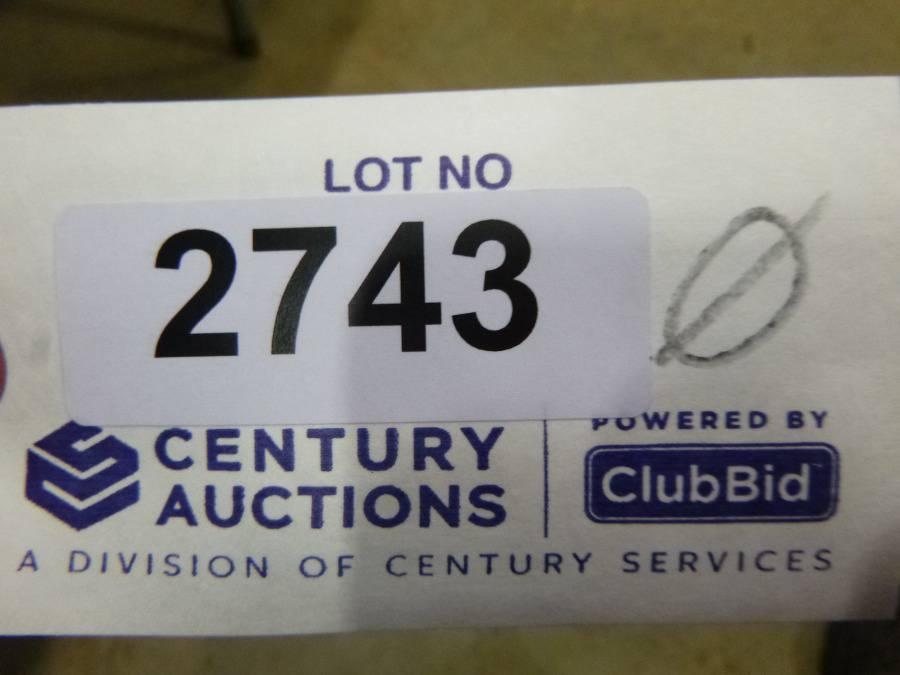 LOT NO
2743 Ø
CENTURY
AUCTIONS
POWERED BY
ClubBid
A DIVISION OF CENTURY SERVICES